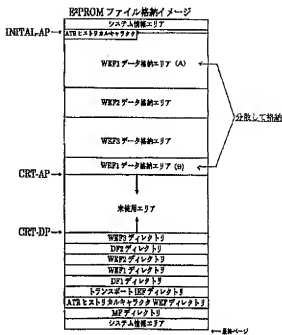 E²PROM ファイル格納イメージ
システム情報エリア
INITAL-AP
ATR ヒストリカルキャラクタ
WEF1 データ格納エリア (A)
WEF2 データ格納エリア
分散して格納
WEF3 データ格納エリア
WEF1 データ格納エリア (B)
CRT-AP
未使用エリア
CRT-DP
WEF3 ディレクトリ
DF2 ディレクトリ
WEF2 ディレクトリ
WEF1 ディレクトリ
DF1 ディレクトリ
トランスポート IEF ディレクトリ
ATR ヒストリカルキャラクタ WEF ディレクトリ
MF ディレクトリ
システム情報エリア